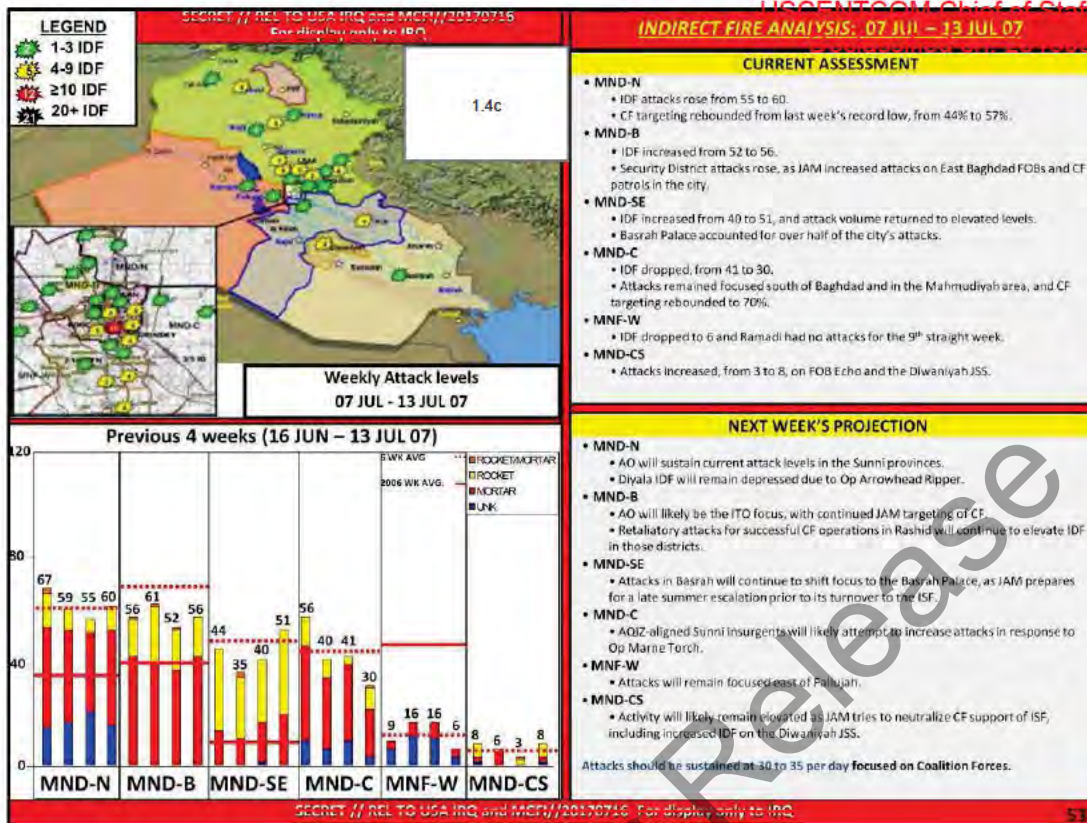 SECRET // REL TO USA IRQ and MCFI//20170716
For display only to IRQ
USCENTCOM Chief of Staff
LEGEND
1-3 IDF
4-9 IDF
≥10 IDF
20+ IDF
1.4c
Weekly Attack levels
07 JUL - 13 JUL 07
INDIRECT FIRE ANALYSIS: 07 JUL – 13 JUL 07
CURRENT ASSESSMENT
• MND-N
• IDF attacks rose from 55 to 60.
• CF targeting rebounded from last week's record low, from 44% to 57%.
• MND-B
• IDF increased from 52 to 56.
• Security District attacks rose, as JAM increased attacks on East Baghdad FOBs and CF
patrols in the city.
• MND-SE
• IDF increased from 40 to 51, and attack volume returned to elevated levels.
• Basrah Palace accounted for over half of the city's attacks.
• MND-C
• IDF dropped, from 41 to 30.
• Attacks remained focused south of Baghdad and in the Mahmudiyah area, and CF
targeting rebounded to 70%.
• MNF-W
• IDF dropped to 6 and Ramadi had no attacks for the 9th straight week.
• MND-CS
• Attacks increased, from 3 to 8, on FOB Echo and the Diwaniyah JSS.
Previous 4 weeks (16 JUN – 13 JUL 07)
120
80
40
0
6 WK AVG
2006 WK AVG.
ROCKET/MORTAR
ROCKET
MORTAR
UNK
67 59 55 60
56 61 52 56
44 35 40 51
56 40 41 30
9 16 16 6
8 6 3 8
MND-N MND-B MND-SE MND-C MNF-W MND-CS
NEXT WEEK'S PROJECTION
• MND-N
• AO will sustain current attack levels in the Sunni provinces.
• Diyala IDF will remain depressed due to Op Arrowhead Ripper.
• MND-B
• AO will likely be the ITO focus, with continued JAM targeting of CF.
• Retaliatory attacks for successful CF operations in Rashid will continue to elevate IDF
in those districts.
• MND-SE
• Attacks in Basrah will continue to shift focus to the Basrah Palace, as JAM prepares
for a late summer escalation prior to its turnover to the ISF.
• MND-C
• AQIZ-aligned Sunni insurgents will likely attempt to increase attacks in response to
Op Marne Torch.
• MNF-W
• Attacks will remain focused east of Fallujah.
• MND-CS
• Activity will likely remain elevated as JAM tries to neutralize CF support of ISF,
including increased IDF on the Diwaniyah JSS.
Attacks should be sustained at 30 to 35 per day focused on Coalition Forces.
Release
SECRET // REL TO USA IRQ and MCFI//20170716 For display only to IRQ
53